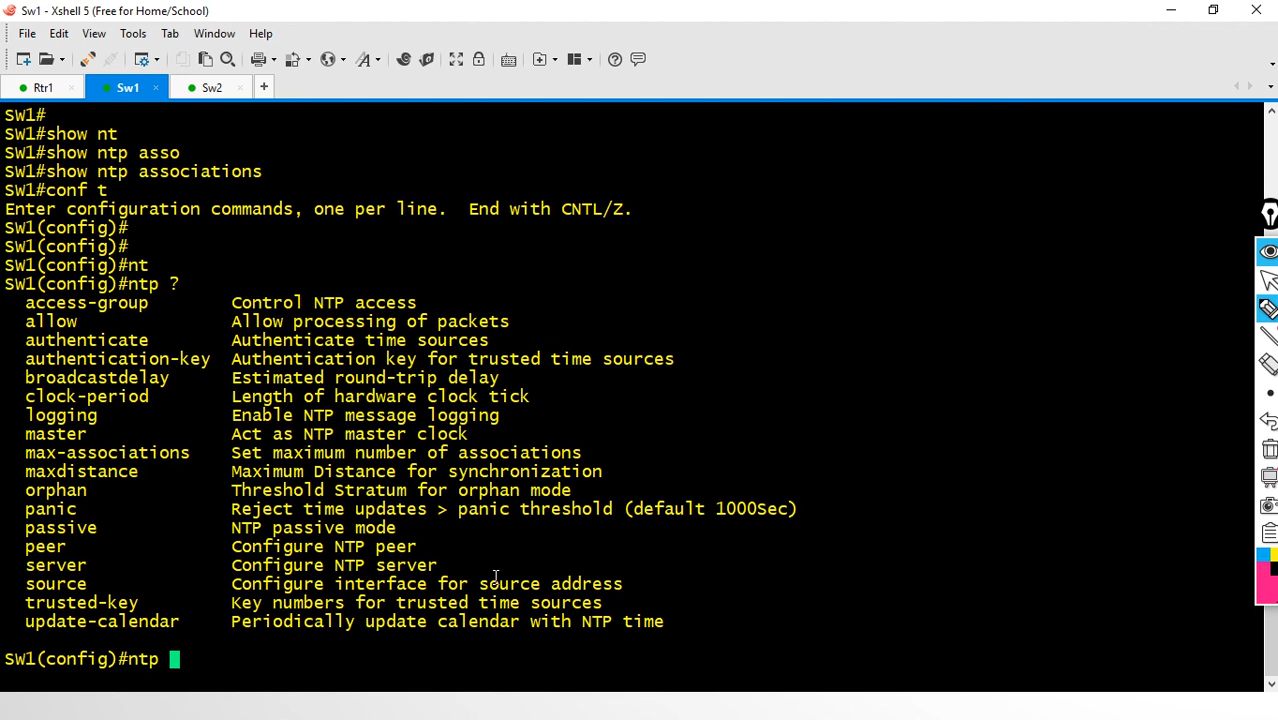 Sw1 - Xshell 5 (Free for Home/School)
File Edit View Tools Tab Window Help
Rtr1 Sw1 Sw2
SW1#
SW1#show nt
SW1#show ntp asso
SW1#show ntp associations
SW1#conf t
Enter configuration commands, one per line.  End with CNTL/Z.
SW1(config)#
SW1(config)#
SW1(config)#nt
SW1(config)#ntp ?
access-group Control NTP access
allow Allow processing of packets
authenticate Authenticate time sources
authentication-key Authentication key for trusted time sources
broadcastdelay Estimated round-trip delay
clock-period Length of hardware clock tick
logging Enable NTP message logging
master Act as NTP master clock
max-associations Set maximum number of associations
maxdistance Maximum Distance for synchronization
orphan Threshold Stratum for orphan mode
panic Reject time updates > panic threshold (default 1000Sec)
passive NTP passive mode
peer Configure NTP peer
server Configure NTP server
source Configure interface for source address
trusted-key Key numbers for trusted time sources
update-calendar Periodically update calendar with NTP time
SW1(config)#ntp